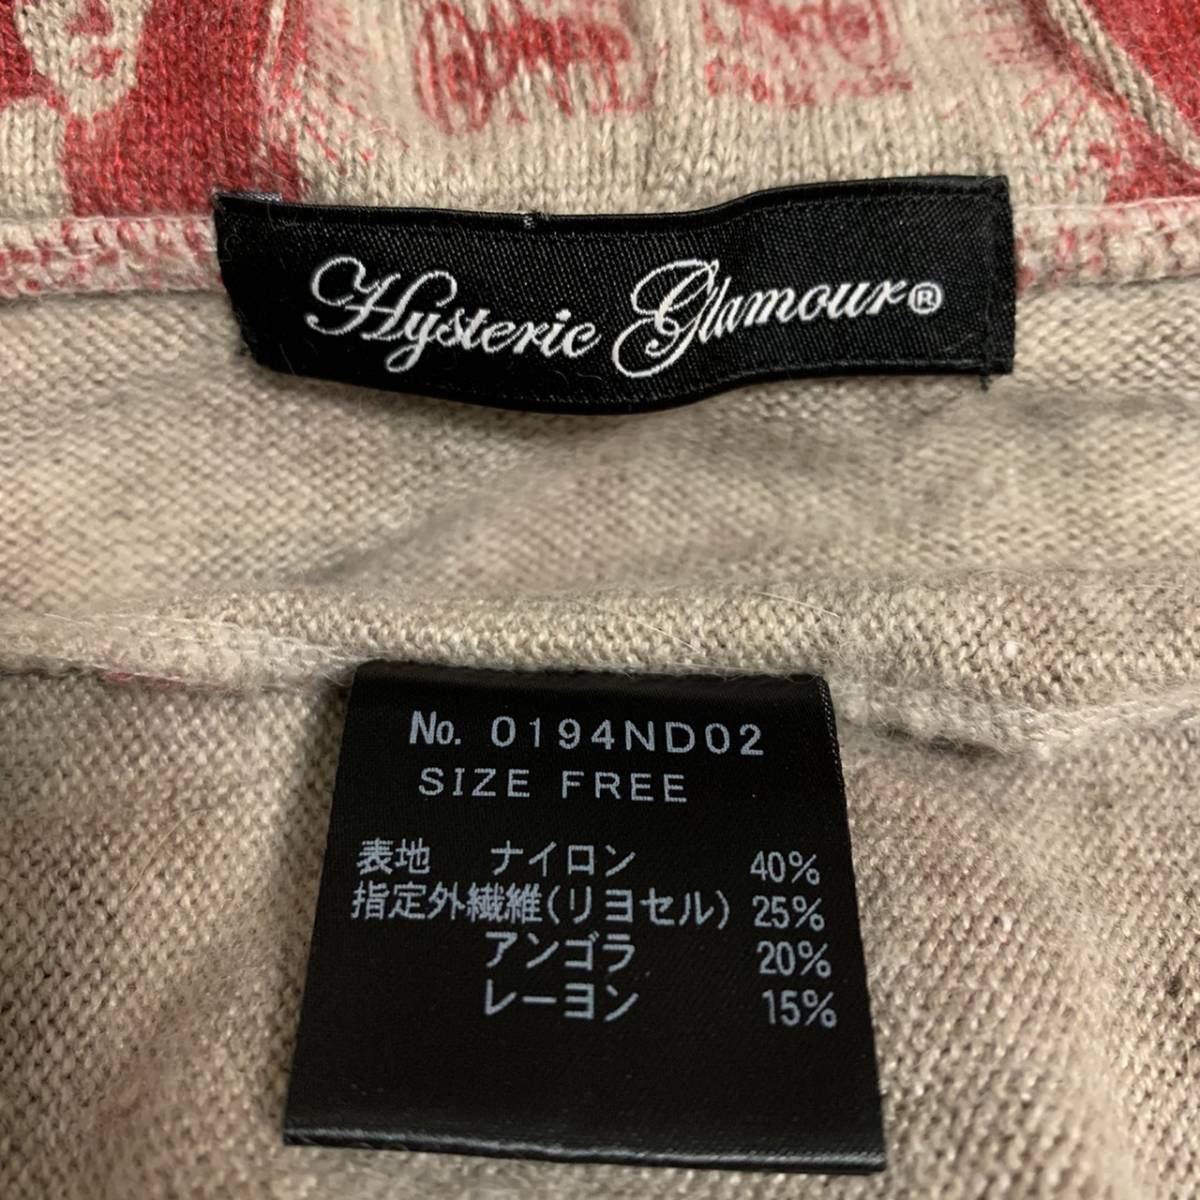 Hysteric Glamour®
No. 0194ND02
SIZE FREE
表地 ナイロン 40%
指定外繊維(リヨセル) 25%
アンゴラ 20%
レーヨン 15%